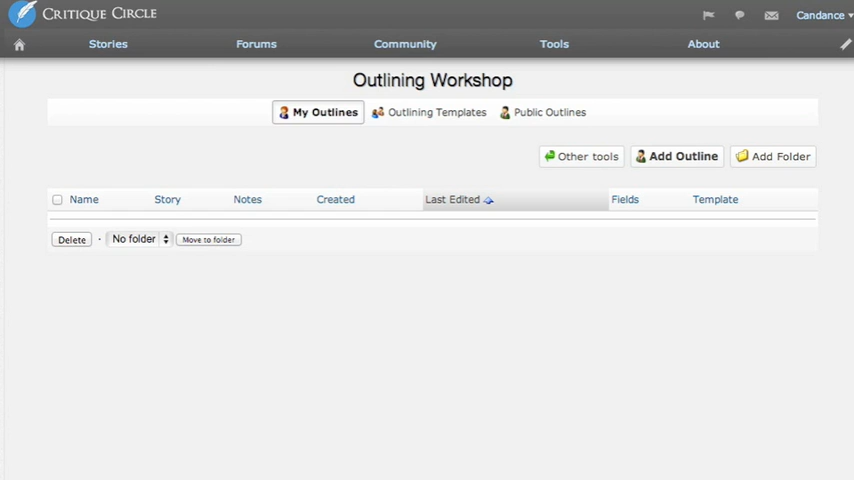 CRITIQUE CIRCLE
Candance
Stories Forums Community Tools About
Outlining Workshop
My Outlines Outlining Templates Public Outlines
Other tools Add Outline Add Folder
Name Story Notes Created Last Edited Fields Template
Delete · No folder Move to folder